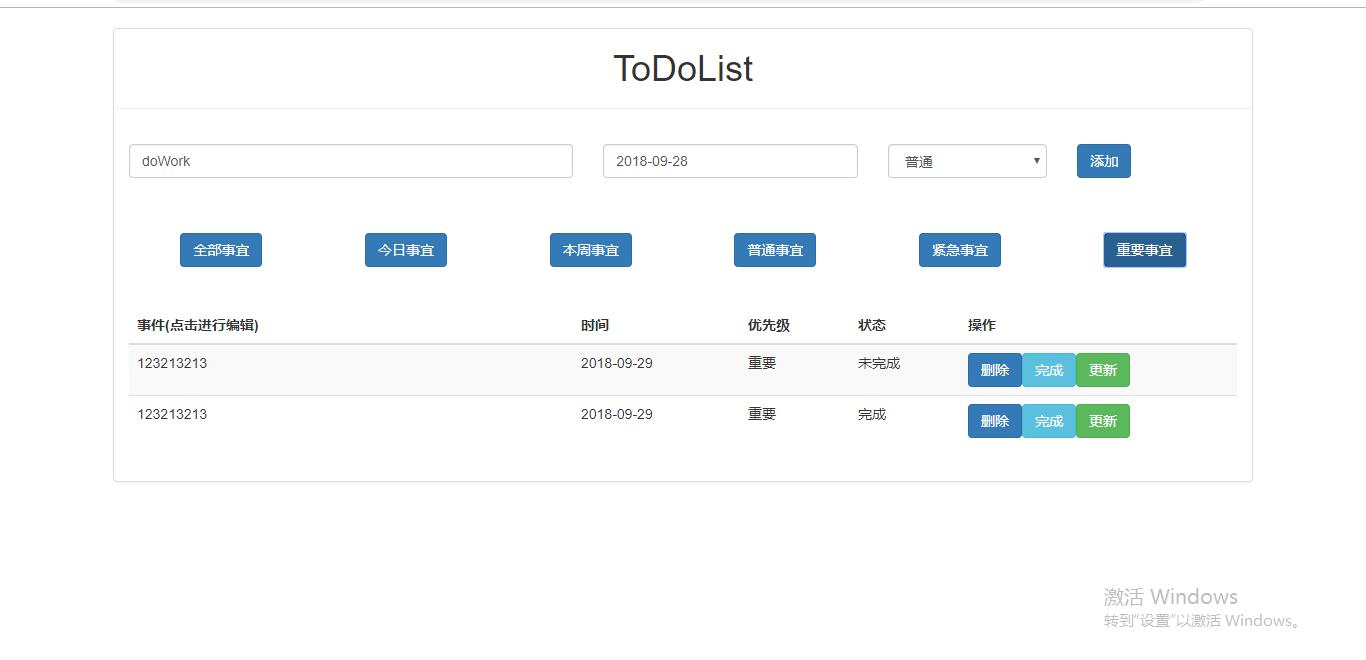 ToDoList
doWork 2018-09-28 普通 添加
全部事宜 今日事宜 本周事宜 普通事宜 紧急事宜 重要事宜
事件(点击进行编辑) 时间 优先级 状态 操作
123213213 2018-09-29 重要 未完成 删除 完成 更新
123213213 2018-09-29 重要 完成 删除 完成 更新
激活 Windows
转到"设置"以激活 Windows。